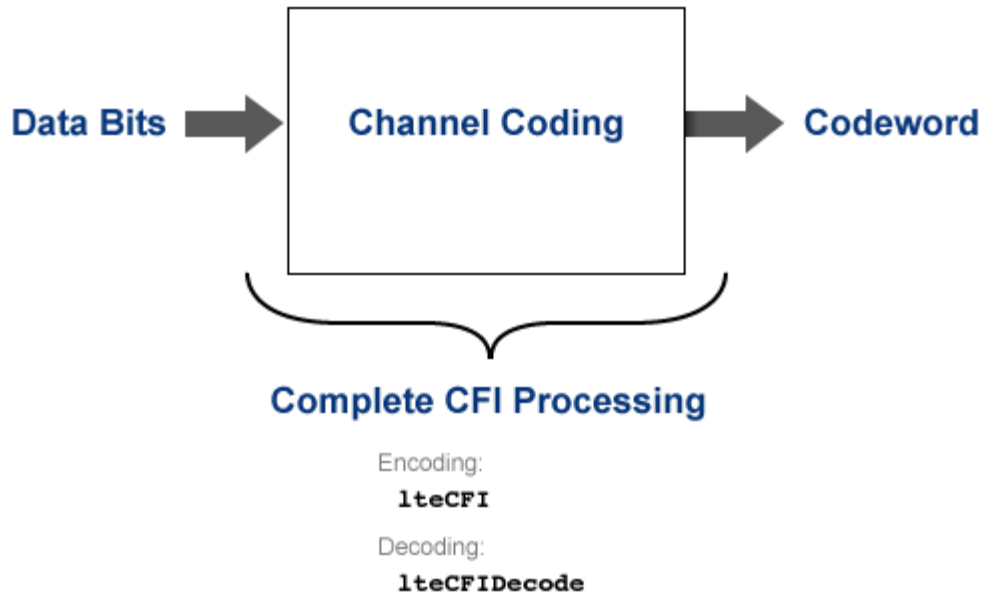 Data Bits
Channel Coding
Codeword
Complete CFI Processing
Encoding:
lteCFI
Decoding:
lteCFIDecode